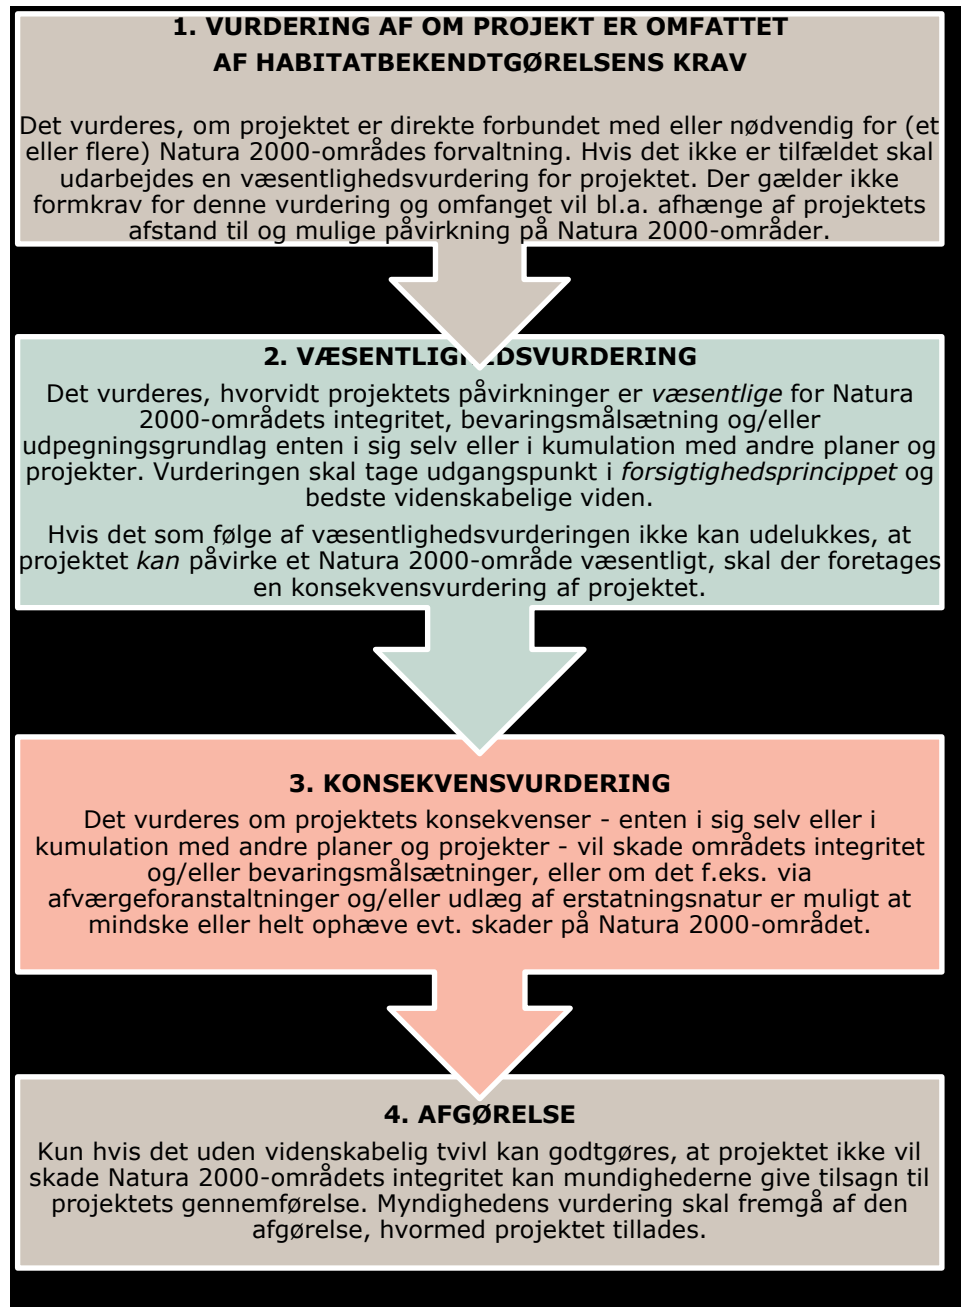 1. VURDERING AF OM PROJEKT ER OMFATTET
AF HABITATBEKENDTGØRELSENS KRAV
Det vurderes, om projektet er direkte forbundet med eller nødvendig for (et
eller flere) Natura 2000-områdes forvaltning. Hvis det ikke er tilfældet skal
udarbejdes en væsentlighedsvurdering for projektet. Der gælder ikke
formkrav for denne vurdering og omfanget vil bl.a. afhænge af projektets
afstand til og mulige påvirkning på Natura 2000-områder.
2. VÆSENTLIGHEDSVURDERING
Det vurderes, hvorvidt projektets påvirkninger er væsentlige for Natura
2000-områdets integritet, bevaringsmålsætning og/eller
udpegningsgrundlag enten i sig selv eller i kumulation med andre planer og
projekter. Vurderingen skal tage udgangspunkt i forsigtighedsprincippet og
bedste videnskabelige viden.
Hvis det som følge af væsentlighedsvurderingen ikke kan udelukkes, at
projektet kan påvirke et Natura 2000-område væsentligt, skal der foretages
en konsekvensvurdering af projektet.
3. KONSEKVENSVURDERING
Det vurderes om projektets konsekvenser - enten i sig selv eller i
kumulation med andre planer og projekter - vil skade områdets integritet
og/eller bevaringsmålsætninger, eller om det f.eks. via
afværgeforanstaltninger og/eller udlæg af erstatningsnatur er muligt at
mindske eller helt ophæve evt. skader på Natura 2000-området.
4. AFGØRELSE
Kun hvis det uden videnskabelig tvivl kan godtgøres, at projektet ikke vil
skade Natura 2000-områdets integritet kan mundighederne give tilsagn til
projektets gennemførelse. Myndighedens vurdering skal fremgå af den
afgørelse, hvormed projektet tillades.